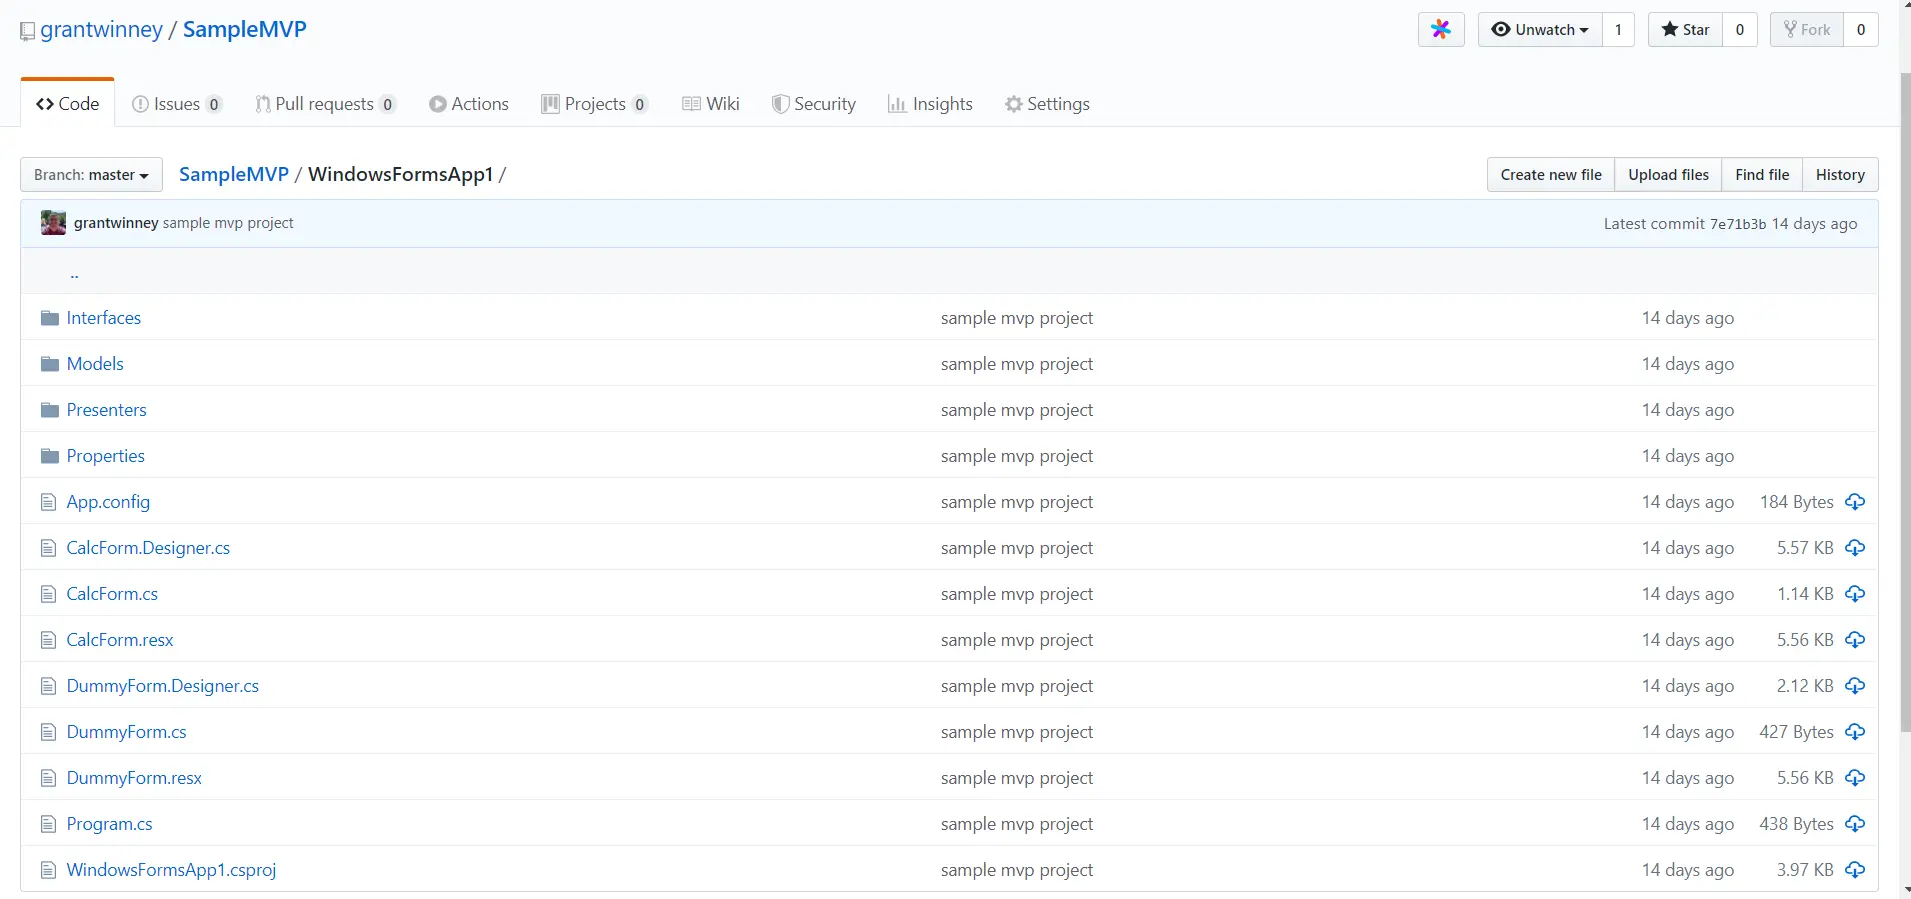 grantwinney / SampleMVP Unwatch 1 Star 0 Fork 0
Code Issues 0 Pull requests 0 Actions Projects 0 Wiki Security Insights Settings
Branch: master SampleMVP / WindowsFormsApp1 / Create new file Upload files Find file History
grantwinney sample mvp project Latest commit 7e71b3b 14 days ago
..
Interfaces sample mvp project 14 days ago
Models sample mvp project 14 days ago
Presenters sample mvp project 14 days ago
Properties sample mvp project 14 days ago
App.config sample mvp project 14 days ago 184 Bytes
CalcForm.Designer.cs sample mvp project 14 days ago 5.57 KB
CalcForm.cs sample mvp project 14 days ago 1.14 KB
CalcForm.resx sample mvp project 14 days ago 5.56 KB
DummyForm.Designer.cs sample mvp project 14 days ago 2.12 KB
DummyForm.cs sample mvp project 14 days ago 427 Bytes
DummyForm.resx sample mvp project 14 days ago 5.56 KB
Program.cs sample mvp project 14 days ago 438 Bytes
WindowsFormsApp1.csproj sample mvp project 14 days ago 3.97 KB